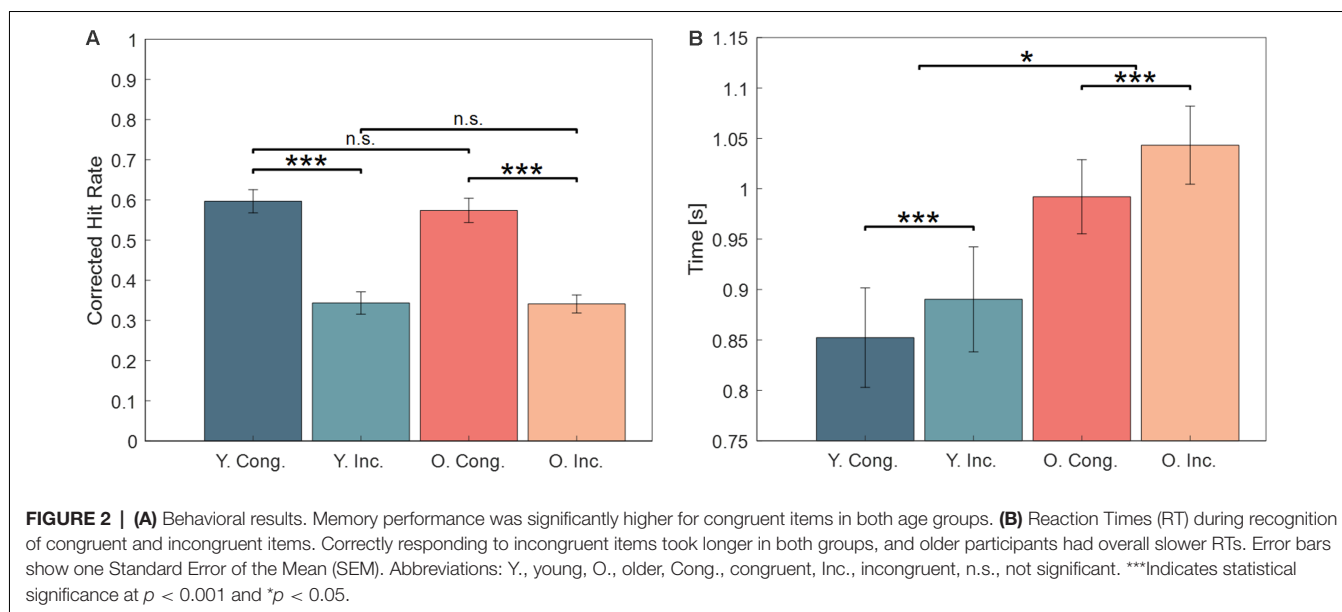 A
B
1
0.9
0.8
0.7
0.6
0.5
0.4
0.3
0.2
0.1
0
Corrected Hit Rate
n.s.
n.s.
***
***
Y. Cong.
Y. Inc.
O. Cong.
O. Inc.
1.15
1.1
1.05
1
0.95
0.9
0.85
0.8
0.75
Time [s]
*
***
***
Y. Cong.
Y. Inc.
O. Cong.
O. Inc.
FIGURE 2 | (A) Behavioral results. Memory performance was significantly higher for congruent items in both age groups. (B) Reaction Times (RT) during recognition
of congruent and incongruent items. Correctly responding to incongruent items took longer in both groups, and older participants had overall slower RTs. Error bars
show one Standard Error of the Mean (SEM). Abbreviations: Y., young, O., older, Cong., congruent, Inc., incongruent, n.s., not significant. ***Indicates statistical
significance at p < 0.001 and *p < 0.05.